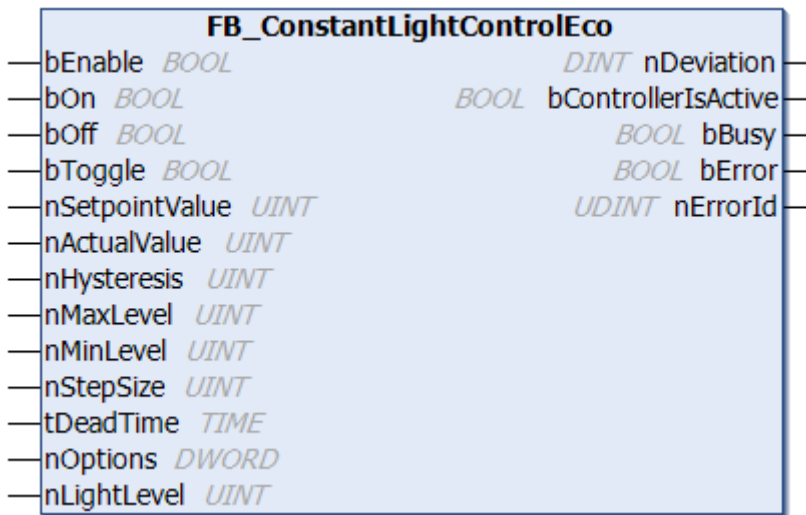 FB_ConstantLightControlEco
bEnable BOOL DINT nDeviation
bOn BOOL BOOL bControllerIsActive
bOff BOOL BOOL bBusy
bToggle BOOL BOOL bError
nSetpointValue UINT UDINT nErrorId
nActualValue UINT
nHysteresis UINT
nMaxLevel UINT
nMinLevel UINT
nStepSize UINT
tDeadTime TIME
nOptions DWORD
nLightLevel UINT